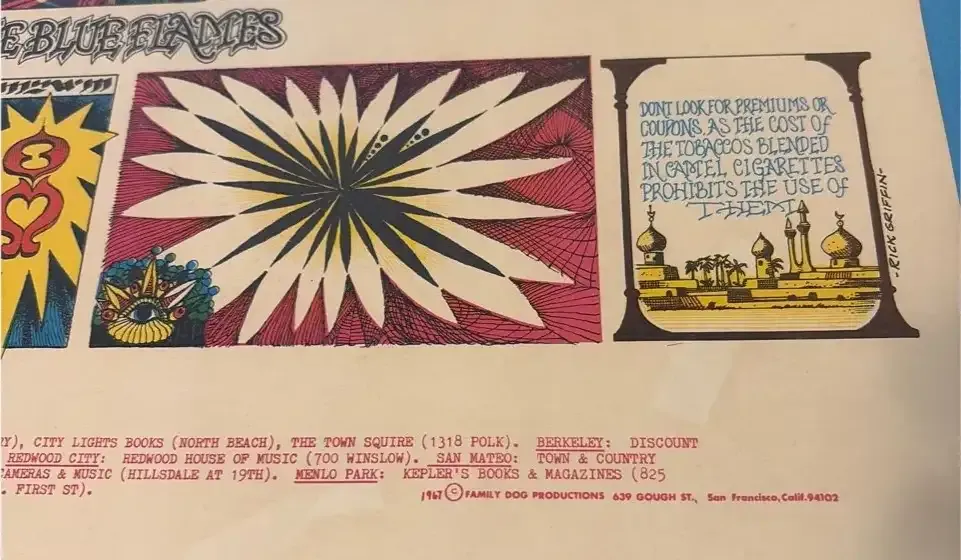 E BLUE FLAMES
DONT LOOK FOR PREMIUMS OR
COUPONS, AS THE COST OF
THE TOBACCOS BLENDED
IN CAMEL CIGARETTES
PROHIBITS THE USE OF
THEM!
-RICK GRIFFIN-
RY), CITY LIGHTS BOOKS (NORTH BEACH), THE TOWN SQUIRE (1318 POLK). BERKELEY: DISCOUNT
REDWOOD CITY: REDWOOD HOUSE OF MUSIC (700 WINSLOW). SAN MATEO: TOWN & COUNTRY
CAMERAS & MUSIC (HILLSDALE AT 19TH). MENLO PARK: KEPLER'S BOOKS & MAGAZINES (825
. FIRST ST).
1967 © FAMILY DOG PRODUCTIONS 639 GOUGH ST., San Francisco, Calif. 94102